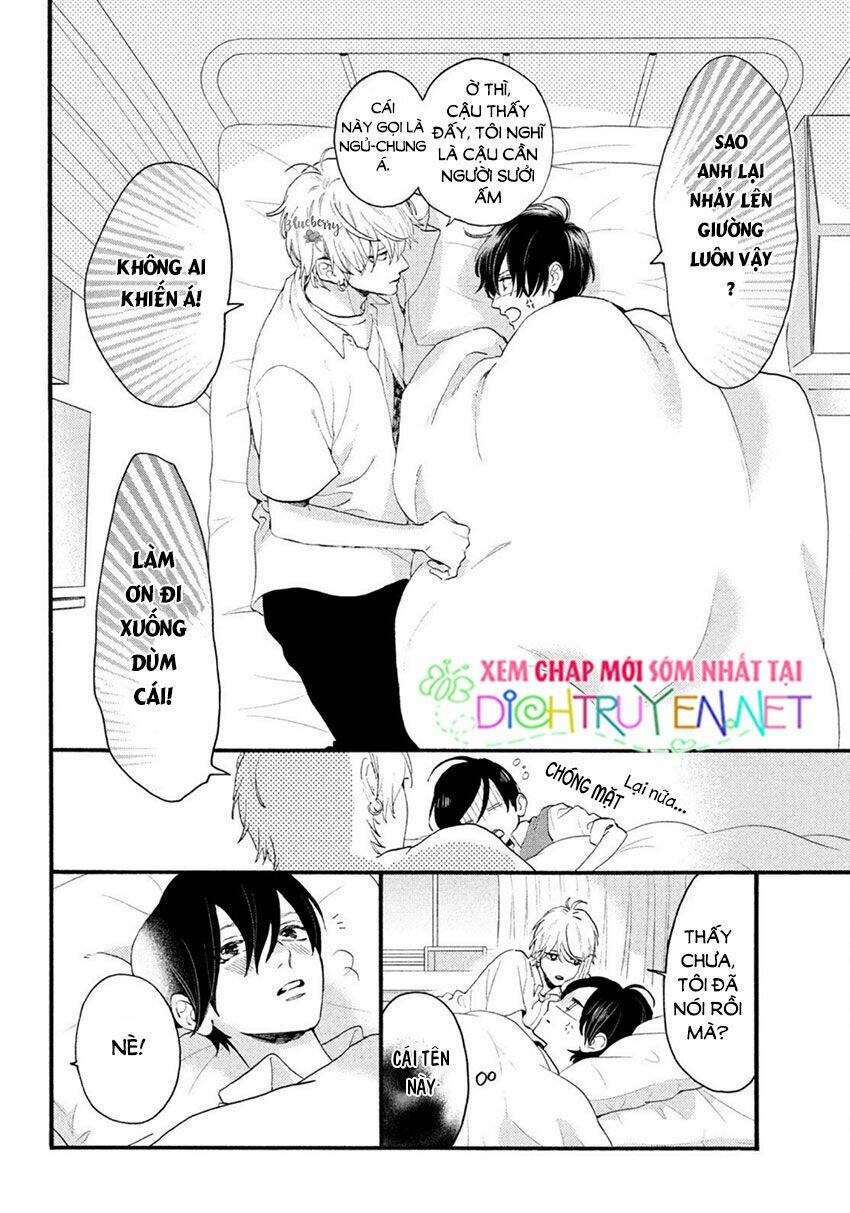 SAO
ANH LẠI
NHẢY LÊN
GIƯỜNG
LUÔN VẬY
?
Ờ THÌ,
CẬU THẤY
ĐẤY, TÔI NGHĨ
LÀ CẬU CẦN
NGƯỜI SƯỞI
ẤM
CÁI
NÀY GỌI LÀ
NGỦ-CHUNG
Á.
Blueberry
KHÔNG AI
KHIẾN Á!
LÀM
ƠN ĐI
XUỐNG
DÙM
CÁI!
XEM CHAP MỚI SỚM NHẤT TẠI
DICHTRUYEN.NET
Lại nữa...
CHÓNG MẶT
THẤY
CHƯA,
TÔI ĐÃ
NÓI RỒI
MÀ?
CÁI TÊN
NÀY
NÈ!